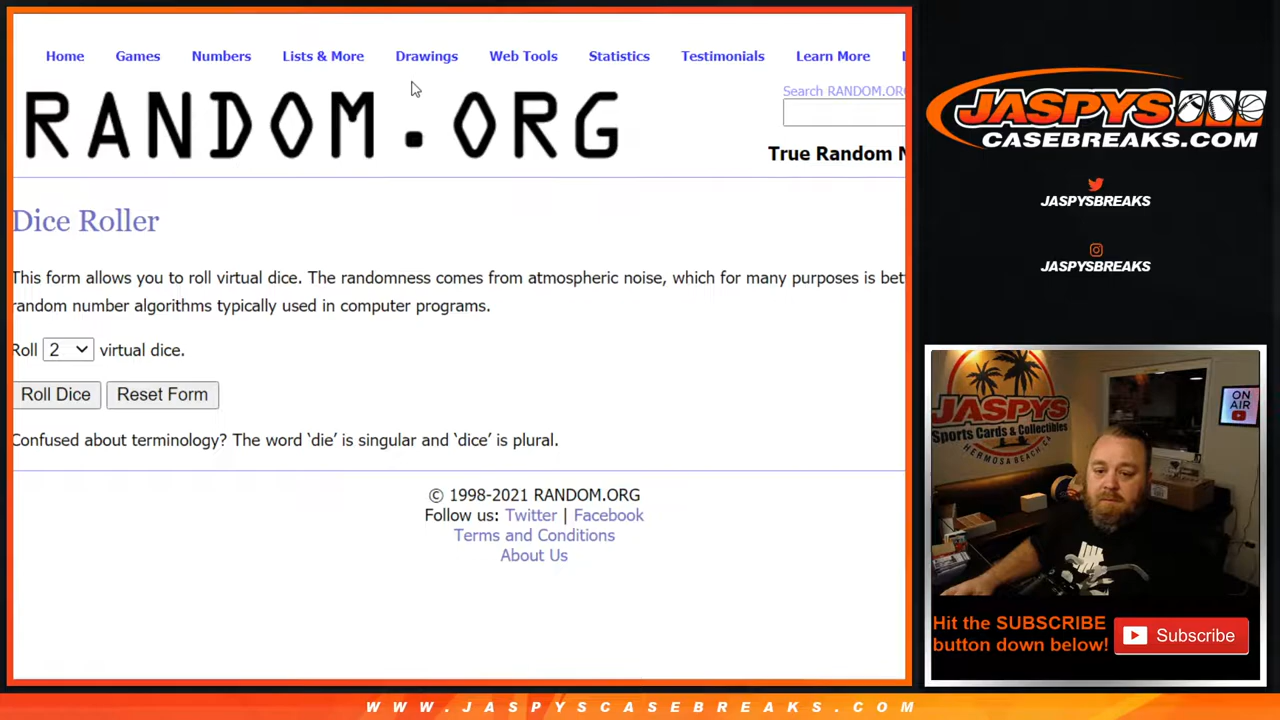 Home Games Numbers Lists & More Drawings Web Tools Statistics Testimonials Learn More
RANDOM.ORG
Search RANDOM.ORG
True Random N
Dice Roller
This form allows you to roll virtual dice. The randomness comes from atmospheric noise, which for many purposes is bet
random number algorithms typically used in computer programs.
Roll 2 virtual dice.
Roll Dice Reset Form
Confused about terminology? The word ‘die’ is singular and ‘dice’ is plural.
© 1998-2021 RANDOM.ORG
Follow us: Twitter | Facebook
Terms and Conditions
About Us
JASPYS
CASEBREAKS.COM
JASPYSBREAKS
JASPYSBREAKS
JASPYS
Sports Cards & Collectibles
HERMOSA BEACH, CA
ON
AIR
Hit the SUBSCRIBE
button down below!
Subscribe
WWW.JASPYSCASEBREAKS.COM